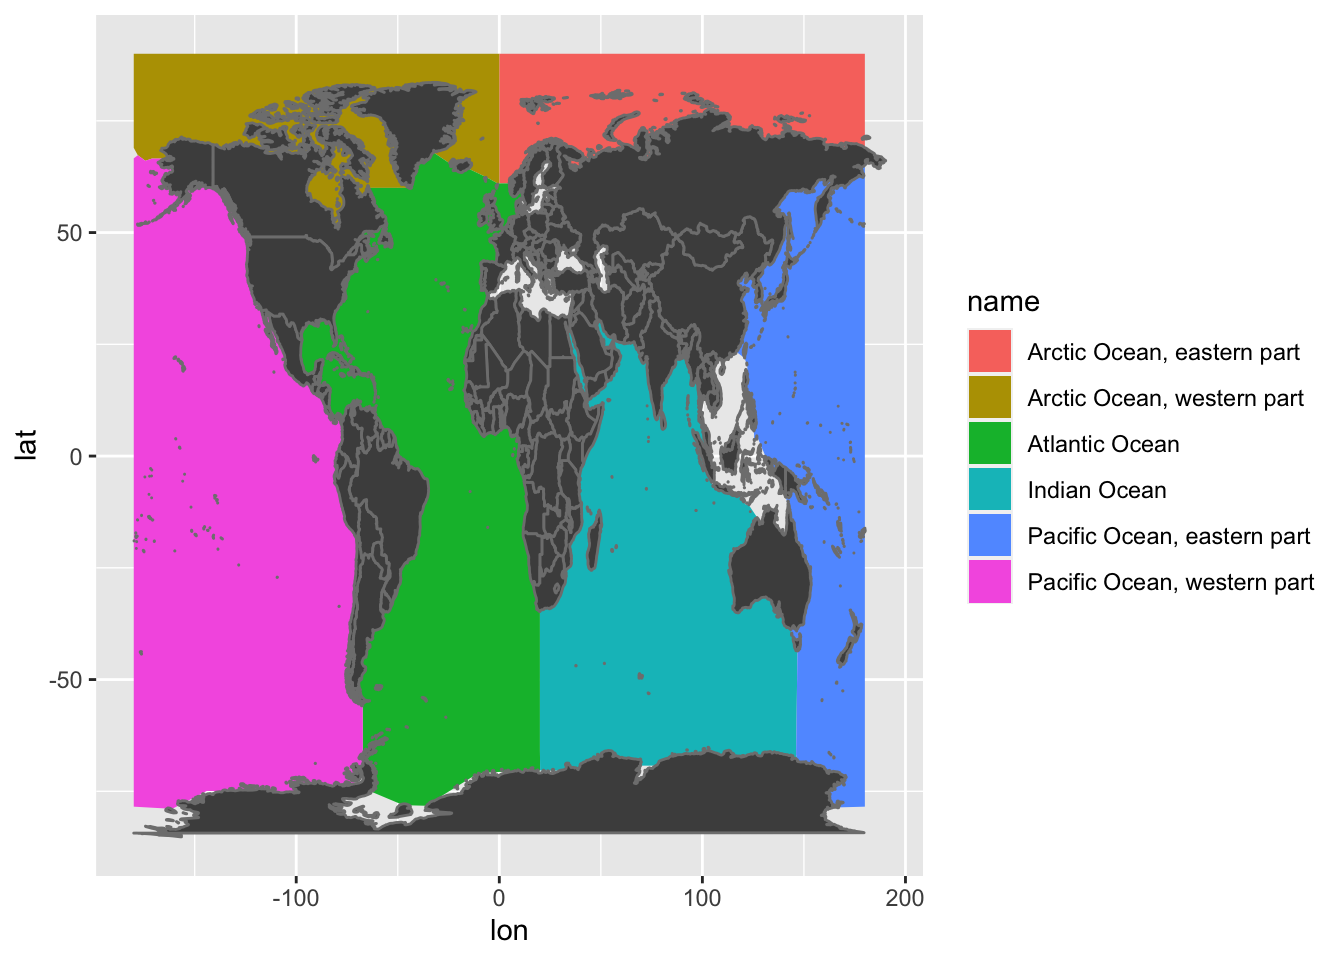 50
0
-50
lat
-100
0
100
200
lon
name
Arctic Ocean, eastern part
Arctic Ocean, western part
Atlantic Ocean
Indian Ocean
Pacific Ocean, eastern part
Pacific Ocean, western part